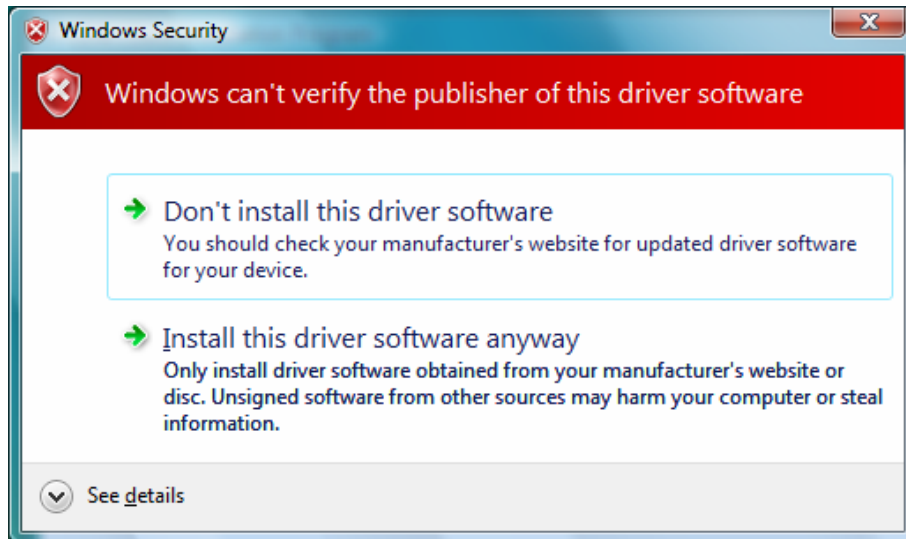 Windows Security
Windows can't verify the publisher of this driver software
Don't install this driver software
You should check your manufacturer's website for updated driver software
for your device.
Install this driver software anyway
Only install driver software obtained from your manufacturer's website or
disc. Unsigned software from other sources may harm your computer or steal
information.
See details